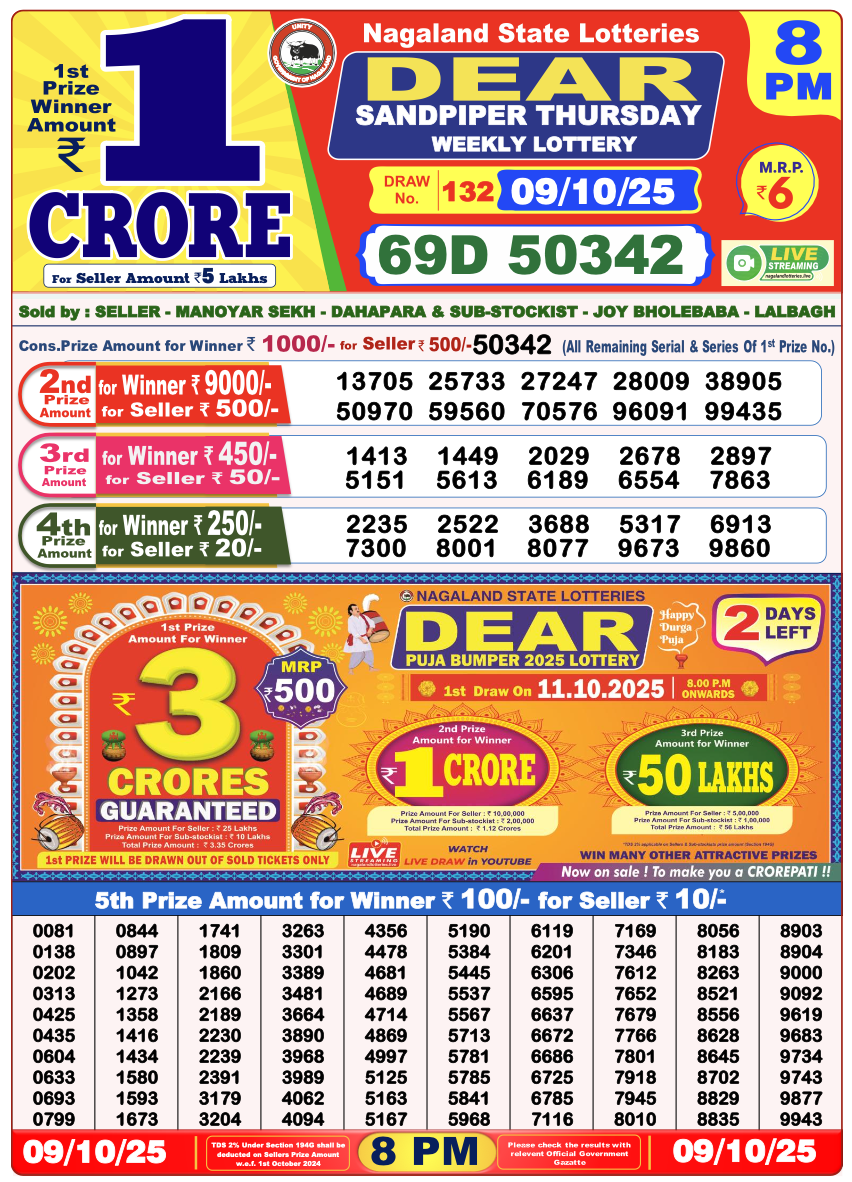 1st
Prize
Winner
Amount
₹
1
CRORE
For Seller Amount ₹5 Lakhs
UNITY
GOVERNMENT OF NAGALAND
Nagaland State Lotteries
DEAR
SANDPIPER THURSDAY
WEEKLY LOTTERY
8
PM
DRAW
No.
132
09/10/25
M.R.P.
₹6
69D 50342
LIVE
STREAMING
nagalandlotteries.live
Sold by : SELLER - MANOYAR SEKH - DAHAPARA & SUB-STOCKIST - JOY BHOLEBABA - LALBAGH
Cons.Prize Amount for Winner ₹ 1000/- for Seller ₹ 500/- 50342 (All Remaining Serial & Series Of 1st Prize No.)
2nd Prize Amount
for Winner ₹ 9000/-
for Seller ₹ 500/-
13705 25733 27247 28009 38905
50970 59560 70576 96091 99435
3rd Prize Amount
for Winner ₹ 450/-
for Seller ₹ 50/-
1413 1449 2029 2678 2897
5151 5613 6189 6554 7863
4th Prize Amount
for Winner ₹ 250/-
for Seller ₹ 20/-
2235 2522 3688 5317 6913
7300 8001 8077 9673 9860
1st Prize
Amount For Winner
₹ 3
CRORES
GUARANTEED
Prize Amount For Seller : ₹ 25 Lakhs
Prize Amount For Sub-stockist : ₹ 10 Lakhs
Total Prize Amount : ₹ 3.35 Crores
1st PRIZE WILL BE DRAWN OUT OF SOLD TICKETS ONLY
MRP
₹500
NAGALAND STATE LOTTERIES
DEAR
PUJA BUMPER 2025 LOTTERY
Happy
Durga
Puja
2 DAYS
LEFT
1st Draw On 11.10.2025
8.00 P.M
ONWARDS
2nd Prize
Amount for Winner
₹1 CRORE
Prize Amount For Seller : ₹ 10,00,000
Prize Amount For Sub-stockist : ₹ 2,00,000
Total Prize Amount : ₹ 1.12 Crores
3rd Prize
Amount for Winner
₹50 LAKHS
Prize Amount For Seller : ₹ 5,00,000
Prize Amount For Sub-stockist : ₹ 1,00,000
Total Prize Amount : ₹ 56 Lakhs
LIVE
STREAMING
nagalandlotteries.live
WATCH
LIVE DRAW in YOUTUBE
*TDS 2% applicable on Sellers & Sub-stockists prize amount (Section 194G)
WIN MANY OTHER ATTRACTIVE PRIZES
Now on sale ! To make you a CROREPATI !!
5th Prize Amount for Winner ₹ 100/- for Seller ₹ 10/-*
0081 0844 1741 3263 4356 5190 6119 7169 8056 8903
0138 0897 1809 3301 4478 5384 6201 7346 8183 8904
0202 1042 1860 3389 4681 5445 6306 7612 8263 9000
0313 1273 2166 3481 4689 5537 6595 7652 8521 9092
0425 1358 2189 3664 4714 5567 6637 7679 8556 9619
0435 1416 2230 3890 4869 5713 6672 7766 8628 9683
0604 1434 2239 3968 4997 5781 6686 7801 8645 9734
0633 1580 2391 3989 5125 5785 6725 7918 8702 9743
0693 1593 3179 4062 5163 5841 6785 7945 8829 9877
0799 1673 3204 4094 5167 5968 7116 8010 8835 9943
09/10/25
TDS 2% Under Section 194G shall be
deducted on Sellers Prize Amount
w.e.f. 1st October 2024
8 PM
Please check the results with
relevent Official Government
Gazatte
09/10/25